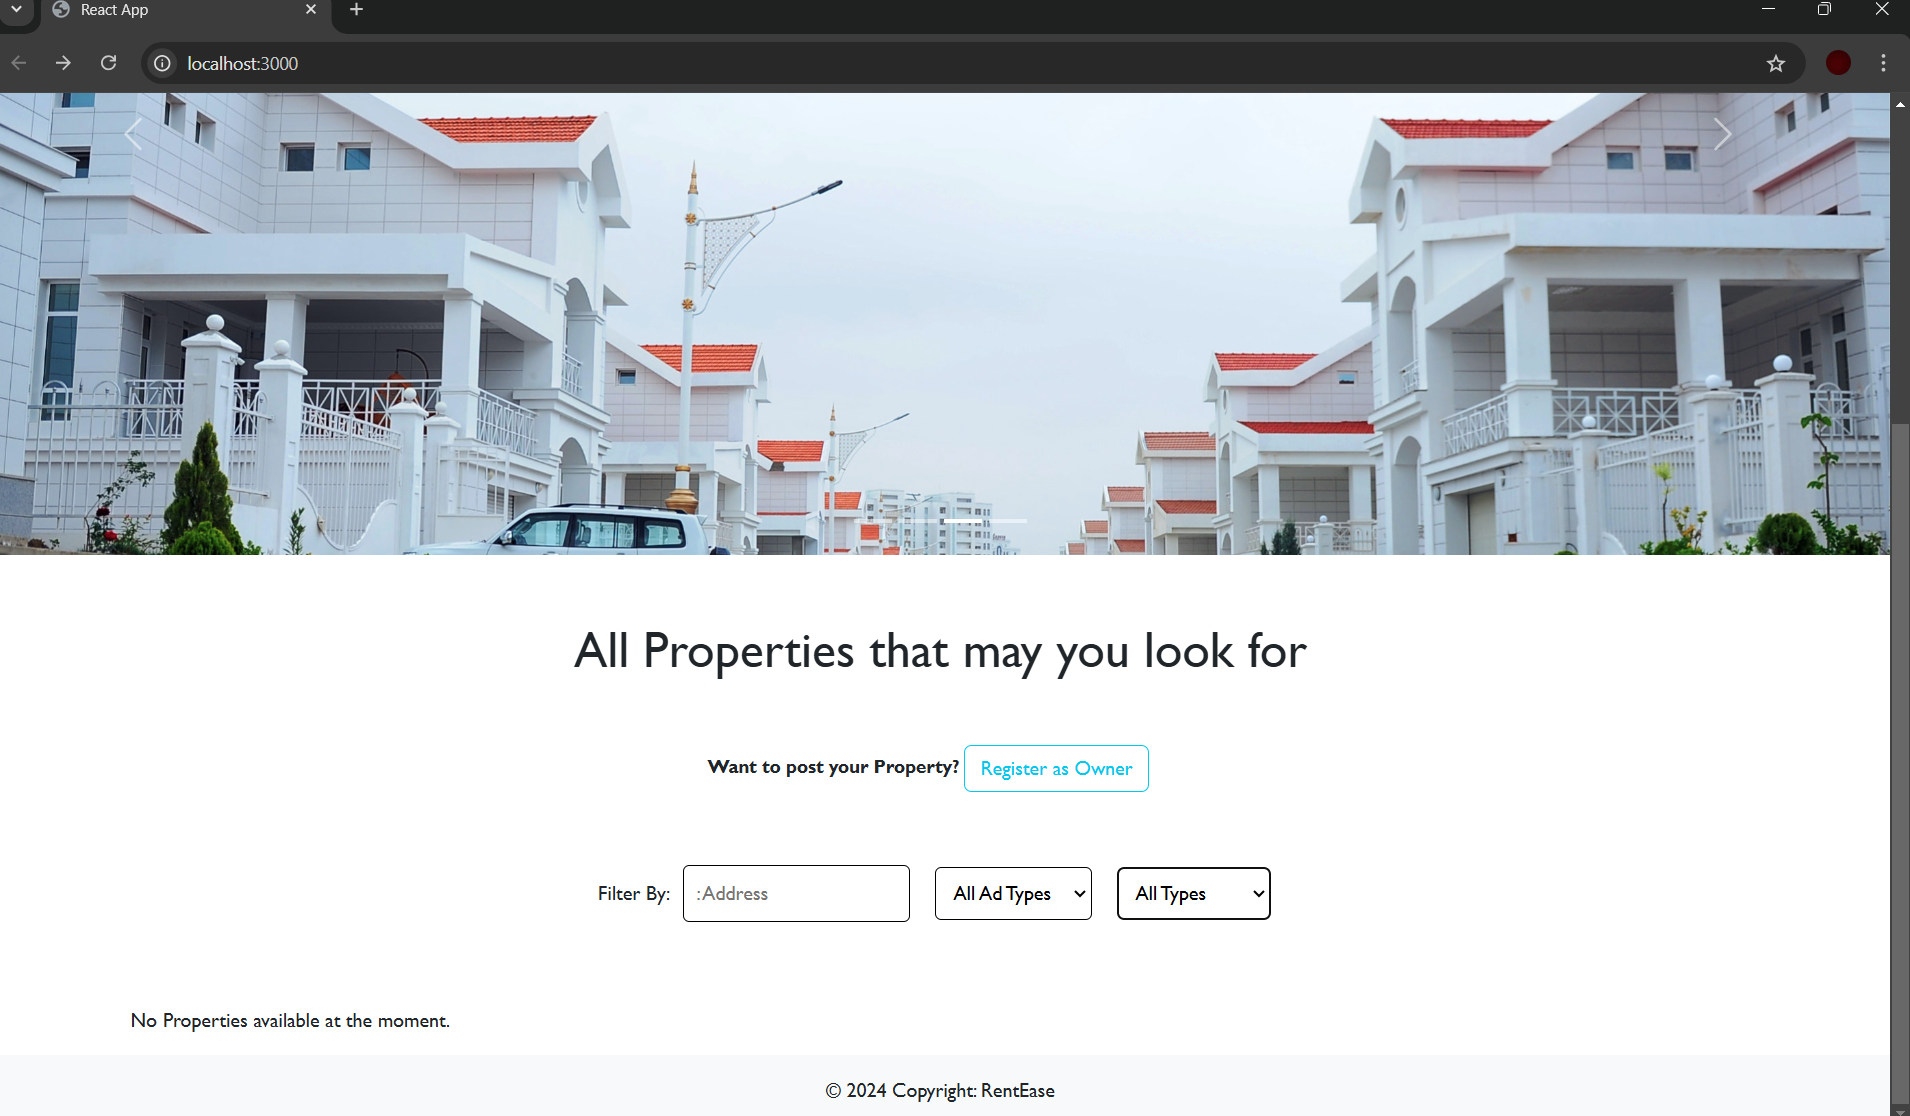 React App
localhost:3000
All Properties that may you look for
Want to post your Property? Register as Owner
Filter By: :Address All Ad Types All Types
No Properties available at the moment.
© 2024 Copyright: RentEase